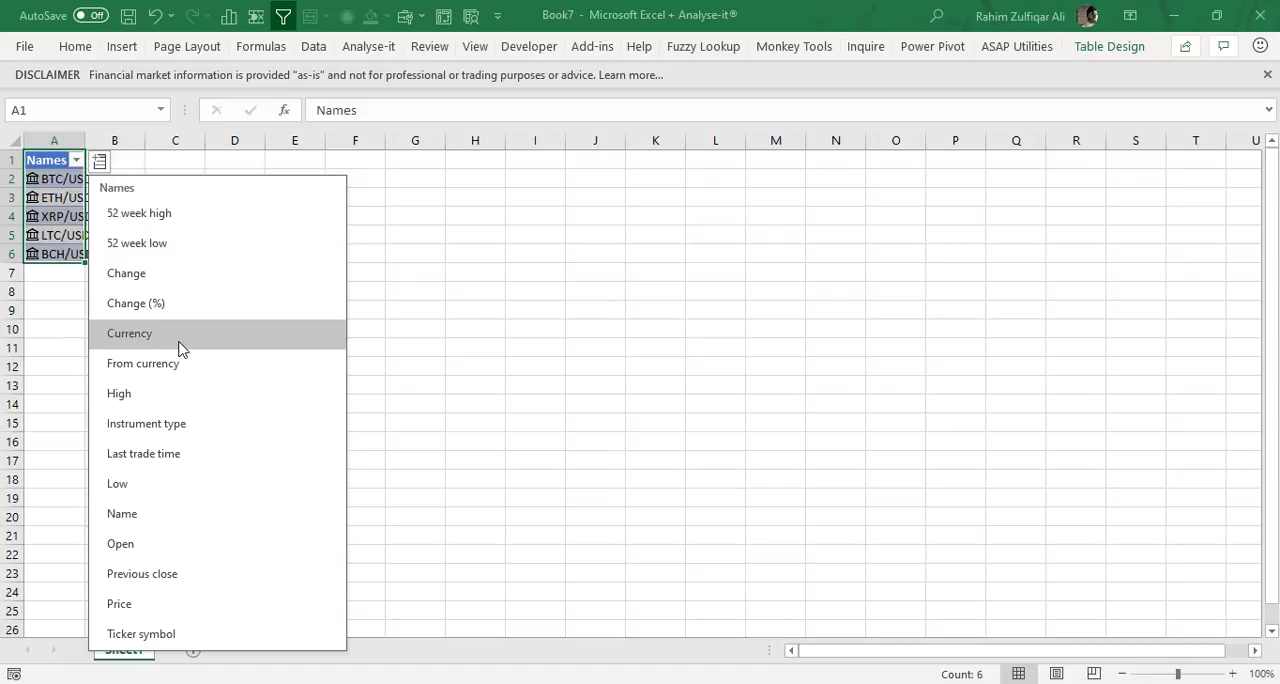 AutoSave Off Book7 - Microsoft Excel + Analyse-it® Rahim Zulfiqar Ali
File Home Insert Page Layout Formulas Data Analyse-it Review View Developer Add-ins Help Fuzzy Lookup Monkey Tools Inquire Power Pivot ASAP Utilities Table Design
DISCLAIMER Financial market information is provided "as-is" and not for professional or trading purposes or advice. Learn more...
A1 fx Names
A B C D E F G H I J K L M N O P Q R S T U
1 Names
2 BTC/US
3 ETH/US
4 XRP/US
5 LTC/US
6 BCH/US
7
8
9
10
11
12
13
14
15
16
17
18
19
20
21
22
23
24
25
26
Names
52 week high
52 week low
Change
Change (%)
Currency
From currency
High
Instrument type
Last trade time
Low
Name
Open
Previous close
Price
Ticker symbol
Sheet1
Count: 6 100%